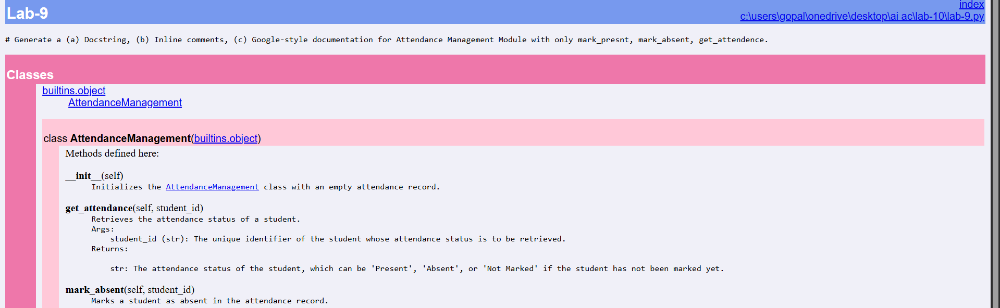 Lab-9
index
c:\users\gopal\onedrive\desktop\ai ac\lab-10\lab-9.py
# Generate a (a) Docstring, (b) Inline comments, (c) Google-style documentation for Attendance Management Module with only mark_presnt, mark_absent, get_attendence.
Classes
builtins.object
AttendanceManagement
class AttendanceManagement(builtins.object)
Methods defined here:
__init__(self)
Initializes the AttendanceManagement class with an empty attendance record.
get_attendance(self, student_id)
Retrieves the attendance status of a student.
Args:
student_id (str): The unique identifier of the student whose attendance status is to be retrieved.
Returns:
str: The attendance status of the student, which can be 'Present', 'Absent', or 'Not Marked' if the student has not been marked yet.
mark_absent(self, student_id)
Marks a student as absent in the attendance record.